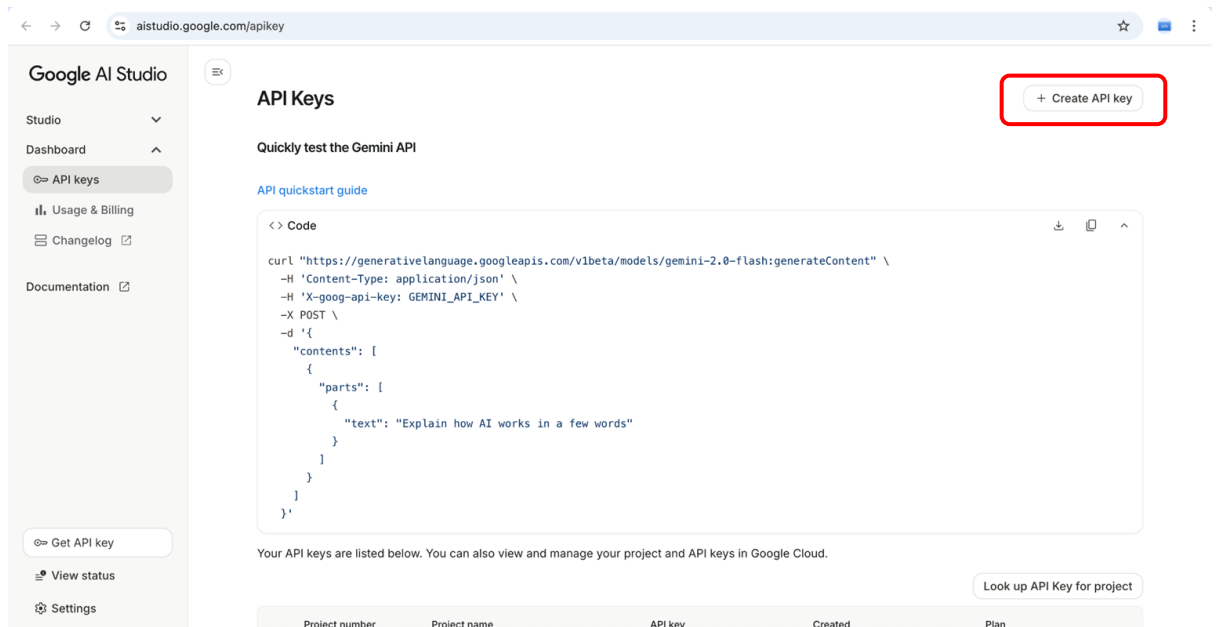 aistudio.google.com/apikey
Google AI Studio
Studio
Dashboard
API keys
Usage & Billing
Changelog
Documentation
Get API key
View status
Settings
API Keys
+ Create API key
Quickly test the Gemini API
API quickstart guide
<> Code
curl "https://generativelanguage.googleapis.com/v1beta/models/gemini-2.0-flash:generateContent" \
  -H 'Content-Type: application/json' \
  -H 'X-goog-api-key: GEMINI_API_KEY' \
  -X POST \
  -d '{
    "contents": [
      {
        "parts": [
          {
            "text": "Explain how AI works in a few words"
          }
        ]
      }
    ]
  }'
Your API keys are listed below. You can also view and manage your project and API keys in Google Cloud.
Look up API Key for project
Project number Project name API key Created Plan